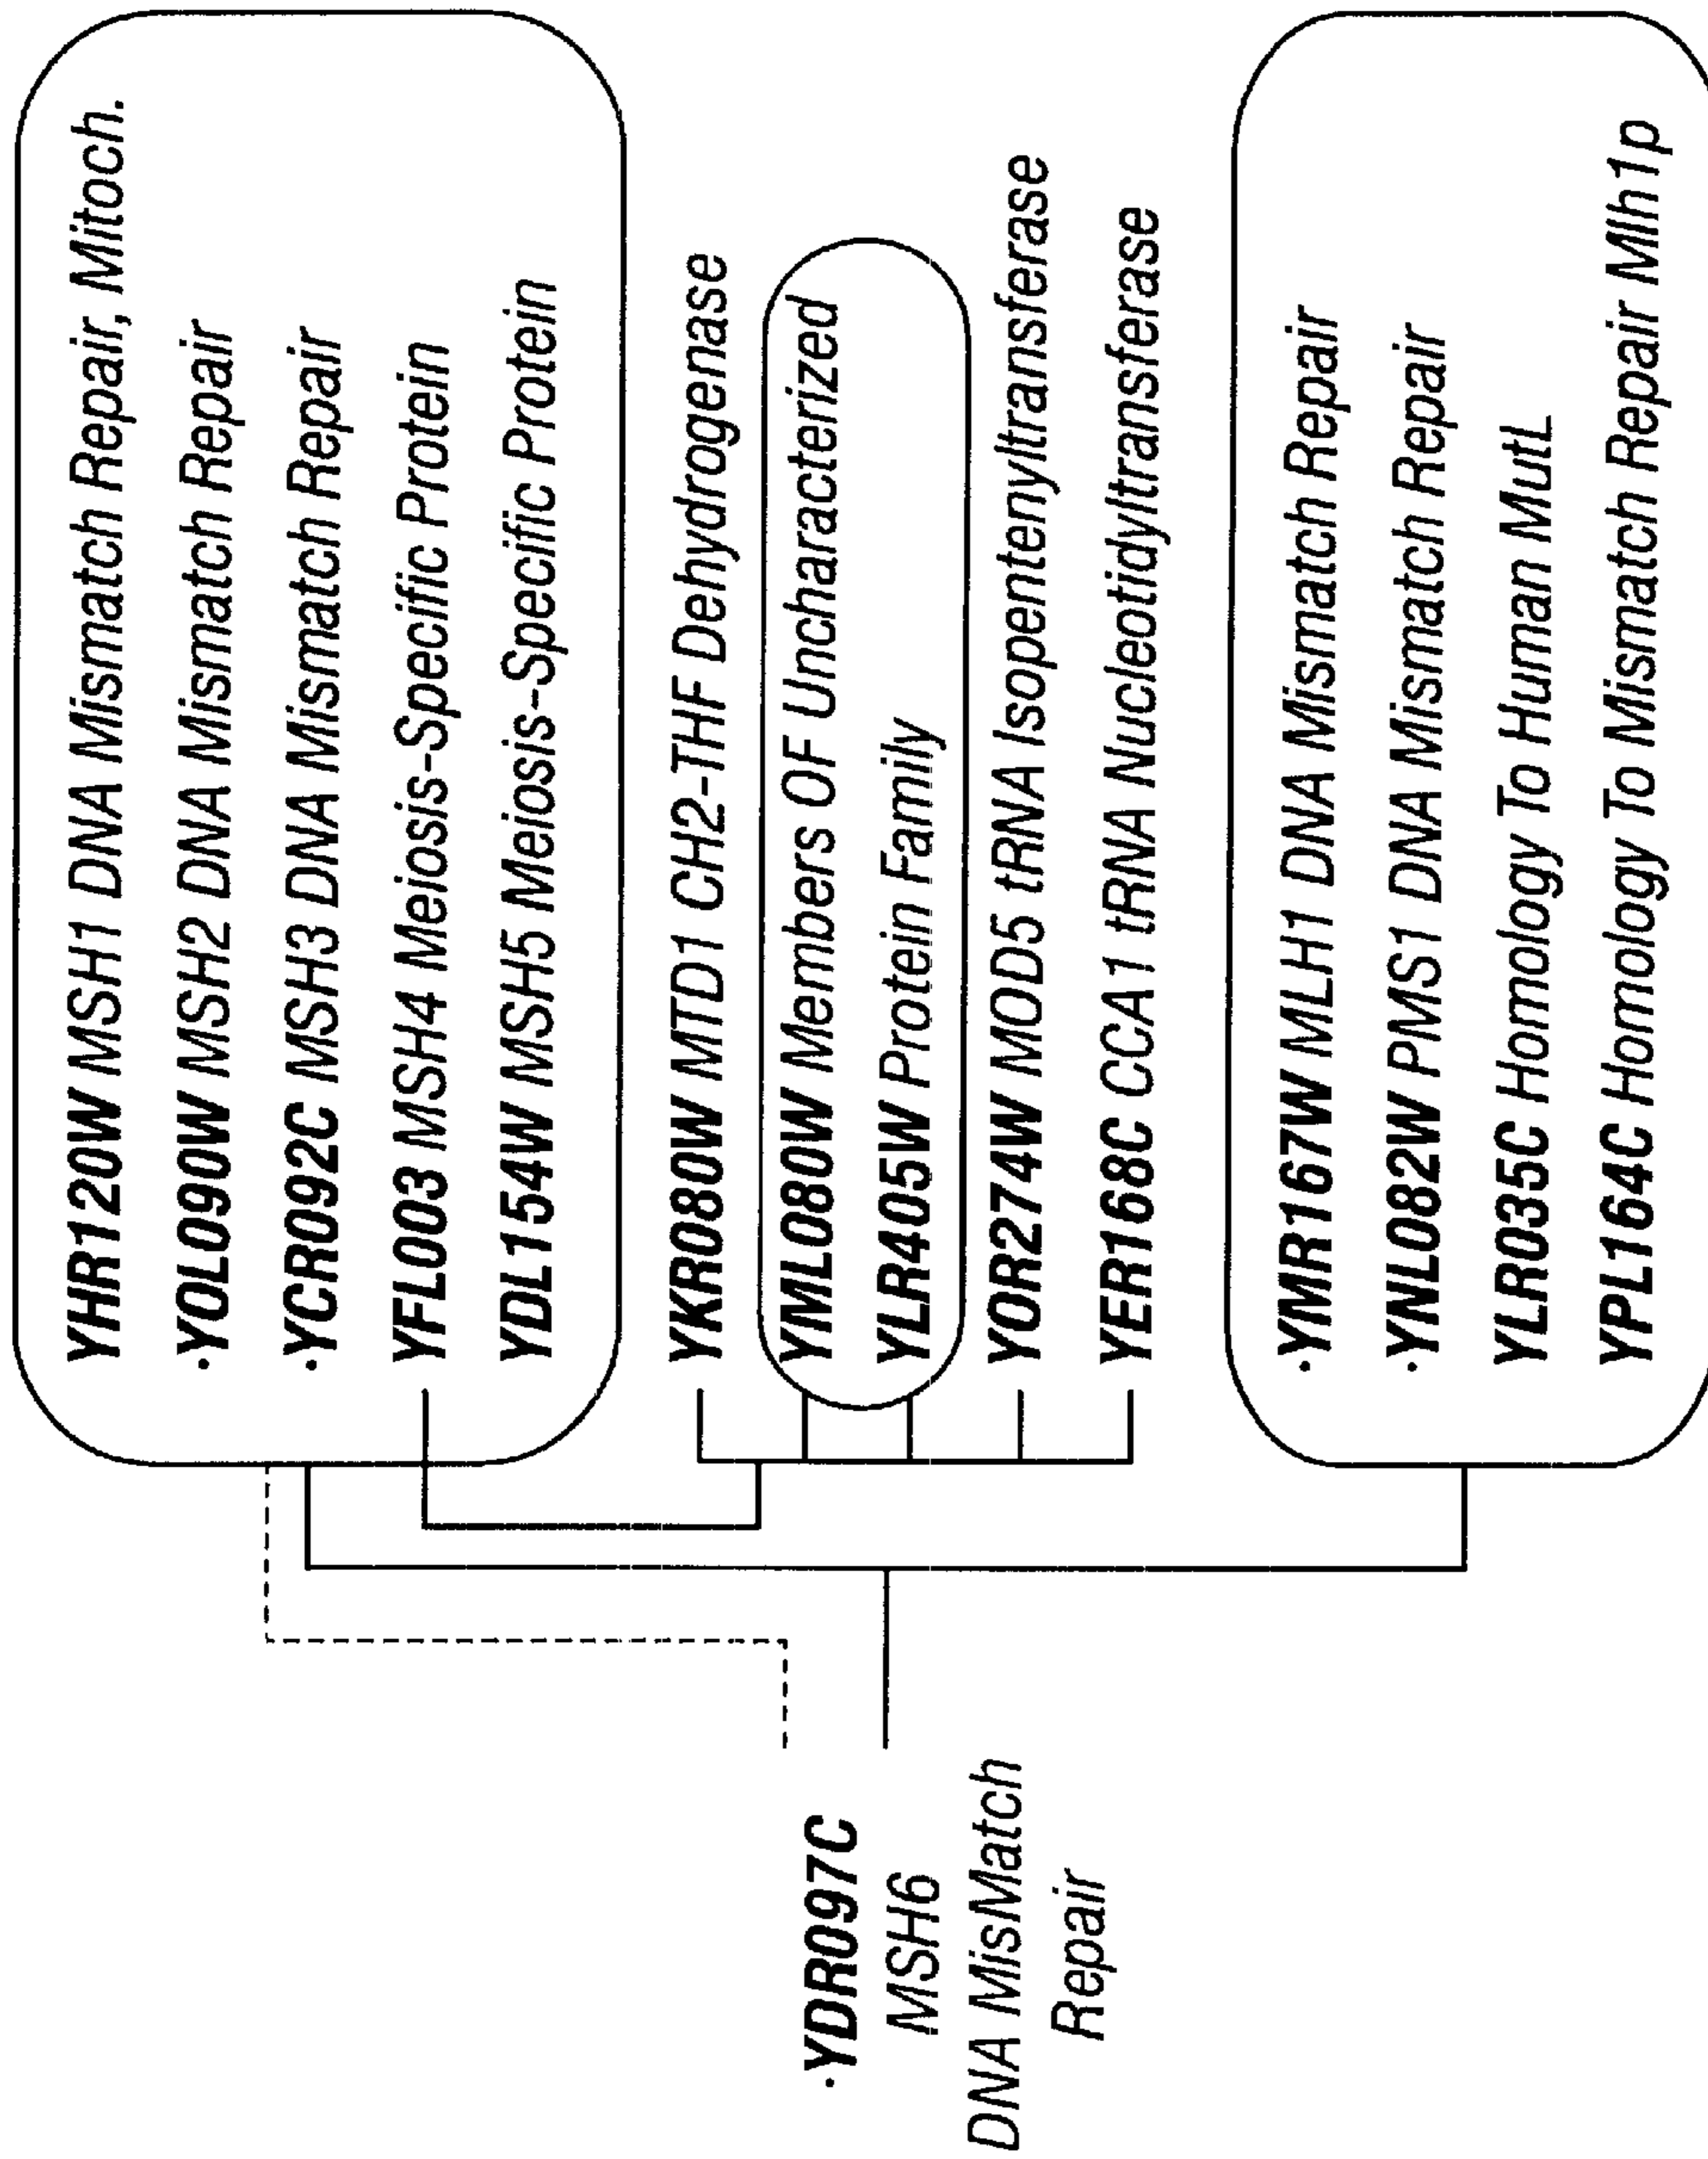 YHR120W MSH1 DNA Mismatch Repair, Mitoch.
·YOL090W MSH2 DNA Mismatch Repair
·YCR092C MSH3 DNA Mismatch Repair
YFL003 MSH4 Meiosis-Specific Protein
YDL154W MSH5 Meiosis-Specific Protein
YKR080W MTD1 CH2-THF Dehydrogenase
YML080W Members OF Uncharacterized
YLR405W Protein Family
YOR274W MOD5 tRNA Isopentenyltransferase
YER168C CCA1 tRNA Nucleotidyltransferase
·YMR167W MLH1 DNA Mismatch Repair
·YNL082W PMS1 DNA Mismatch Repair
YLR035C Homology To Human MutL
YPL164C Homology To Mismatch Repair Mlh1p
·YDR097C
MSH6
DNA MisMatch
Repair